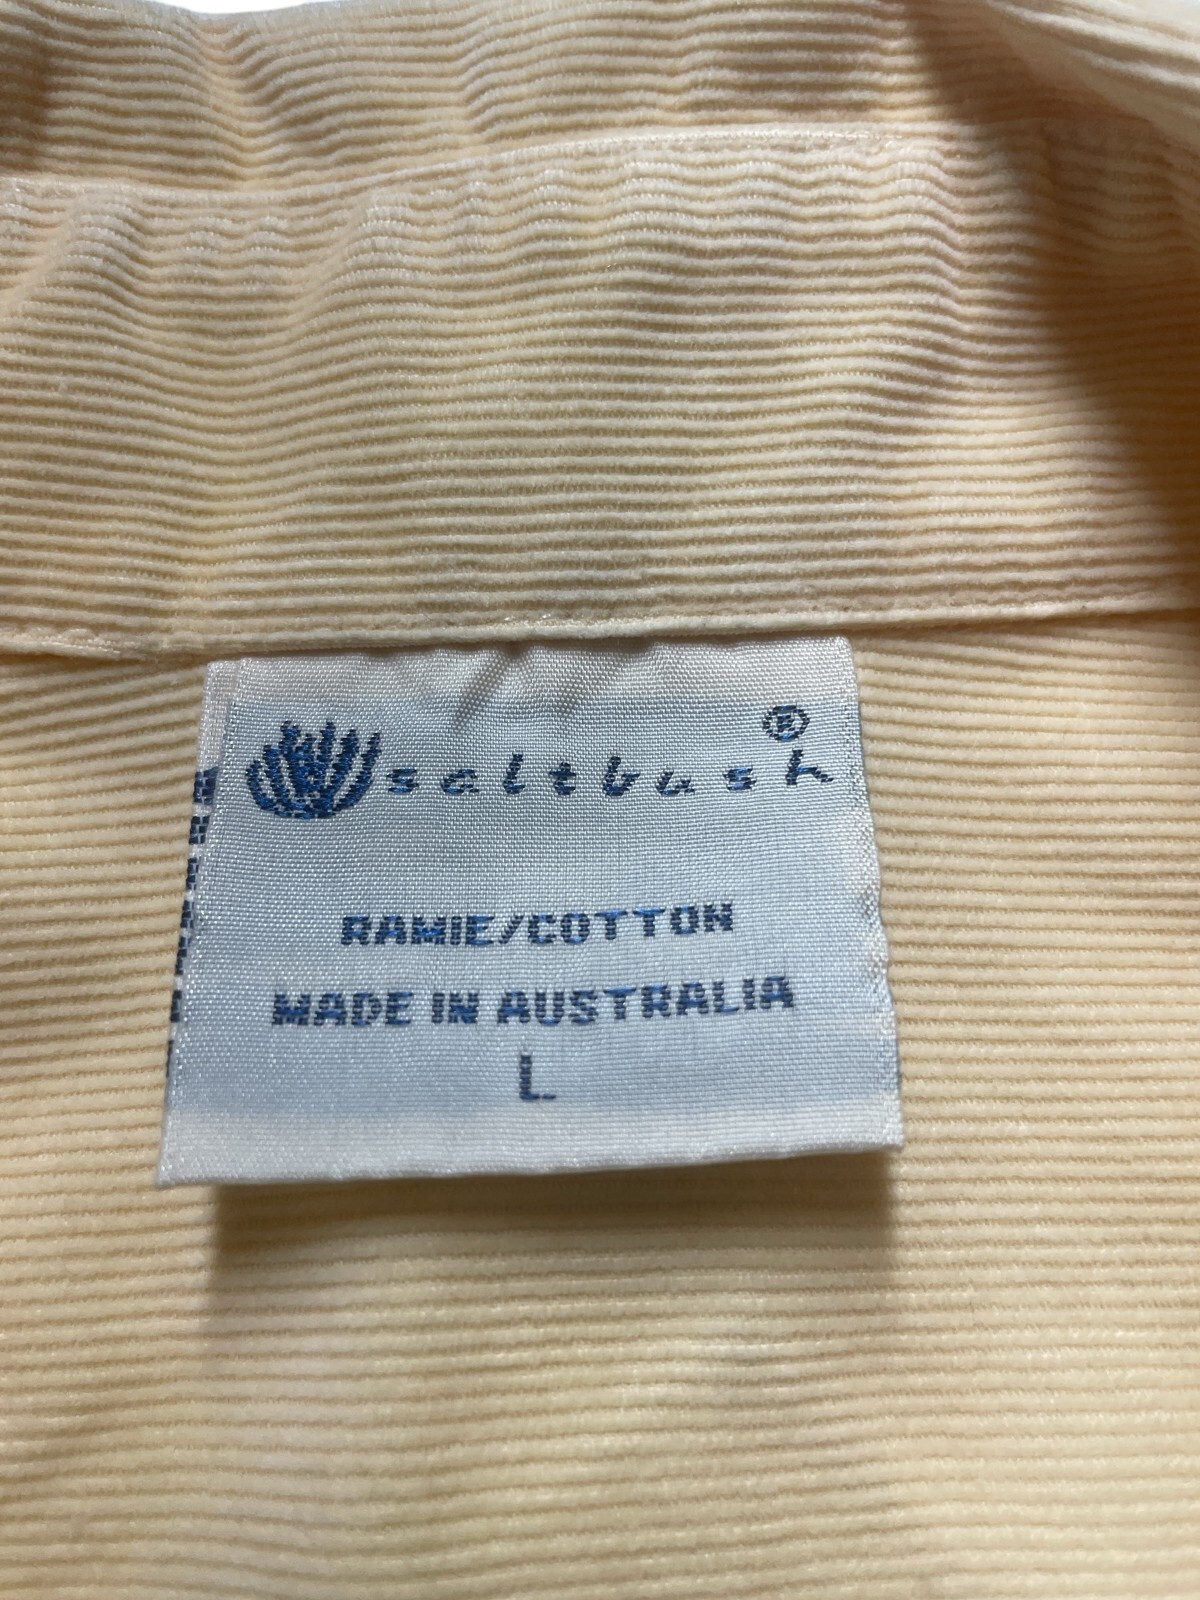 saltbush®
RAMIE/COTTON
MADE IN AUSTRALIA
L